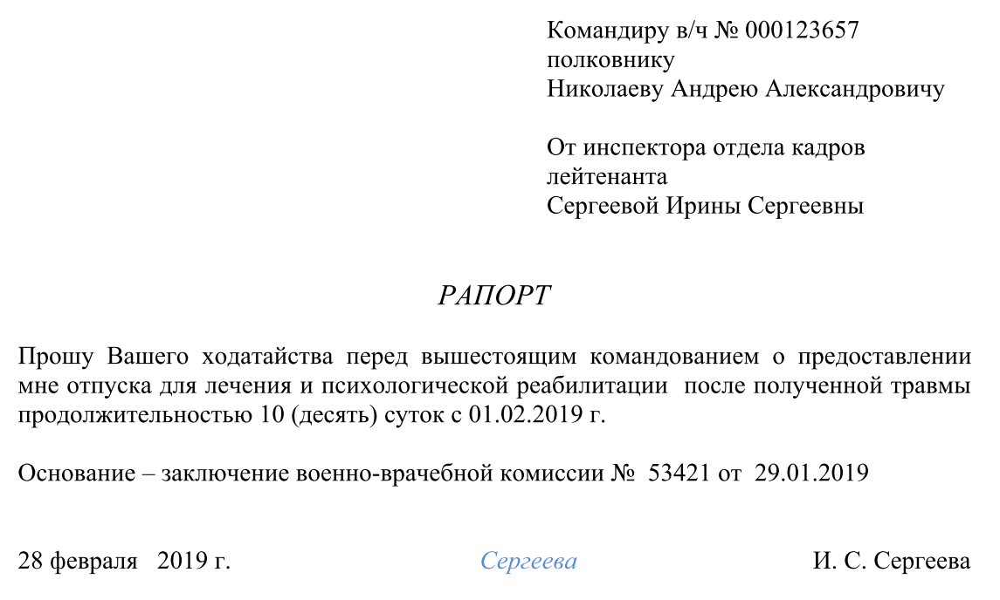 Командиру в/ч № 000123657
полковнику
Николаеву Андрею Александровичу
От инспектора отдела кадров
лейтенанта
Сергеевой Ирины Сергеевны
РАПОРТ
Прошу Вашего ходатайства перед вышестоящим командованием о предоставлении
мне отпуска для лечения и психологической реабилитации после полученной травмы
продолжительностью 10 (десять) суток с 01.02.2019 г.
Основание – заключение военно-врачебной комиссии № 53421 от 29.01.2019
28 февраля 2019 г. Сергеева И. С. Сергеева